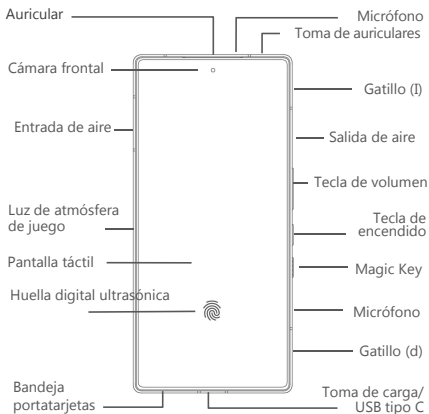 Auricular
Micrófono
Toma de auriculares
Cámara frontal
Gatillo (I)
Entrada de aire
Salida de aire
Tecla de volumen
Luz de atmósfera
de juego
Tecla de
encendido
Pantalla táctil
Magic Key
Huella digital ultrasónica
Micrófono
Gatillo (d)
Bandeja
portatarjetas
Toma de carga/
USB tipo C